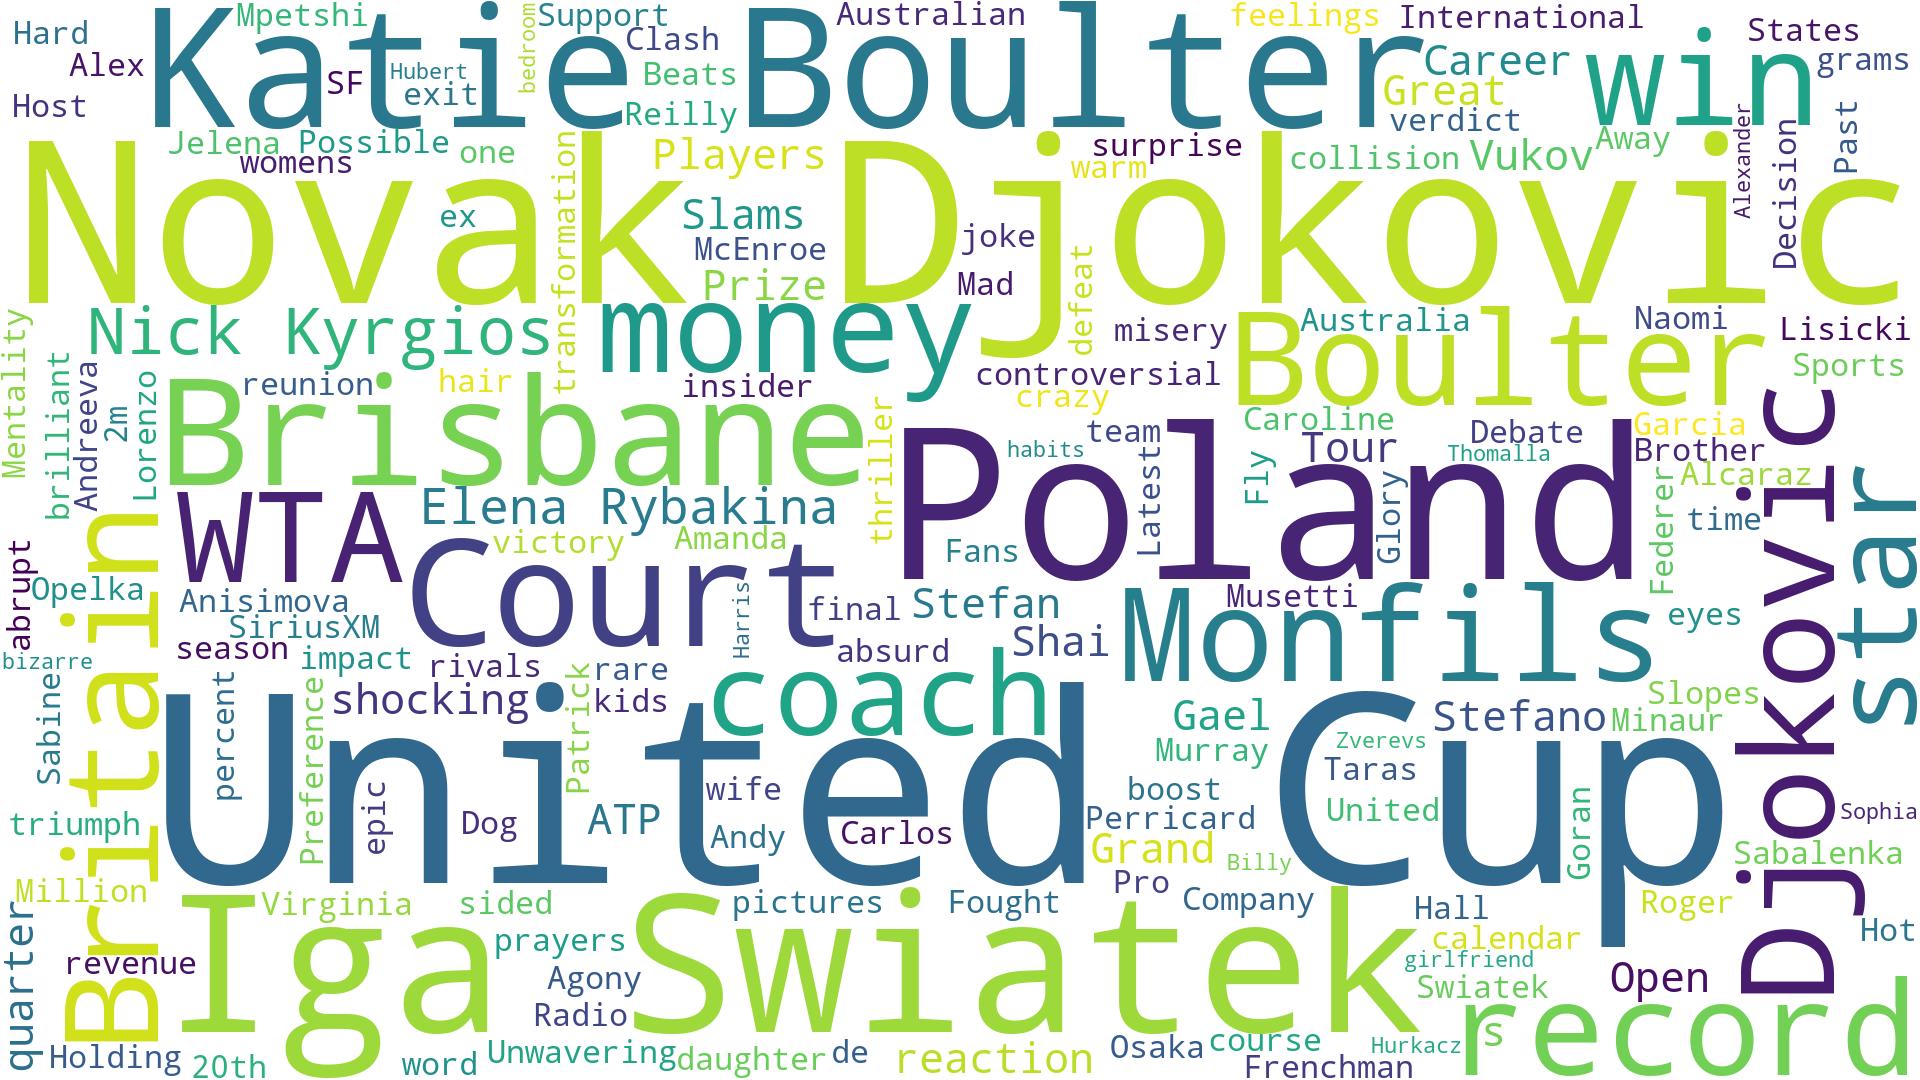 Hard
Mpetshi
Support
Australian
feelings
International
States
Alex
Katie Boulter
Hubert
bedroom
Clash
Career
win
grams
Host
SF
exit
Beats
Great
Past
Reilly
verdict
Jelena
Possible
one
transformation
Players
surprise
collision
Vukov
Away
Alexander
Decision
womens
warm
Novak Djokovic
ex
Slams
McEnroe
joke
Prize
Mad
defeat
Mentality
Nick Kyrgios
money
misery
Boulter
Australia
Naomi
Lisicki
Sports
brilliant
Andreeva
2m
Lorenzo
reunion
hair
insider
controversial
crazy
Brisbane
thriller
habits
team
Latest
Caroline
Fly
Tour
Debate
Garcia
Thomalla
Brother
Glory
Alcaraz
Federer
time
Djokovic
star
WTA
Elena Rybakina
Poland
victory
Amanda
Fans
abrupt
Opelka
Britain
Anisimova
Court
Harris
final
Stefan
Monfils
Musetti
eyes
SiriusXM
season
impact
rivals
rare
absurd
Shai
bizarre
Sabine
percent
Preference
shocking
Patrick
kids
coach
Gael
Stefano
Slopes
Minaur
United Cup
Murray
Zverevs
Taras
triumph
epic
Dog
ATP
wife
Andy
Carlos
boost
Perricard
United
Goran
Sophia
Grand
Billy
Sabalenka
Million
Virginia
sided
pictures
Fought
Pro
Company
Hall
Roger
quarter
Iga Swiatek
prayers
calendar
Hot
revenue
Agony
girlfriend
Open
Radio
Swiatek
record
s
Holding
20th
word
Unwavering
daughter
de
reaction
Osaka
course
Frenchman
Hurkacz